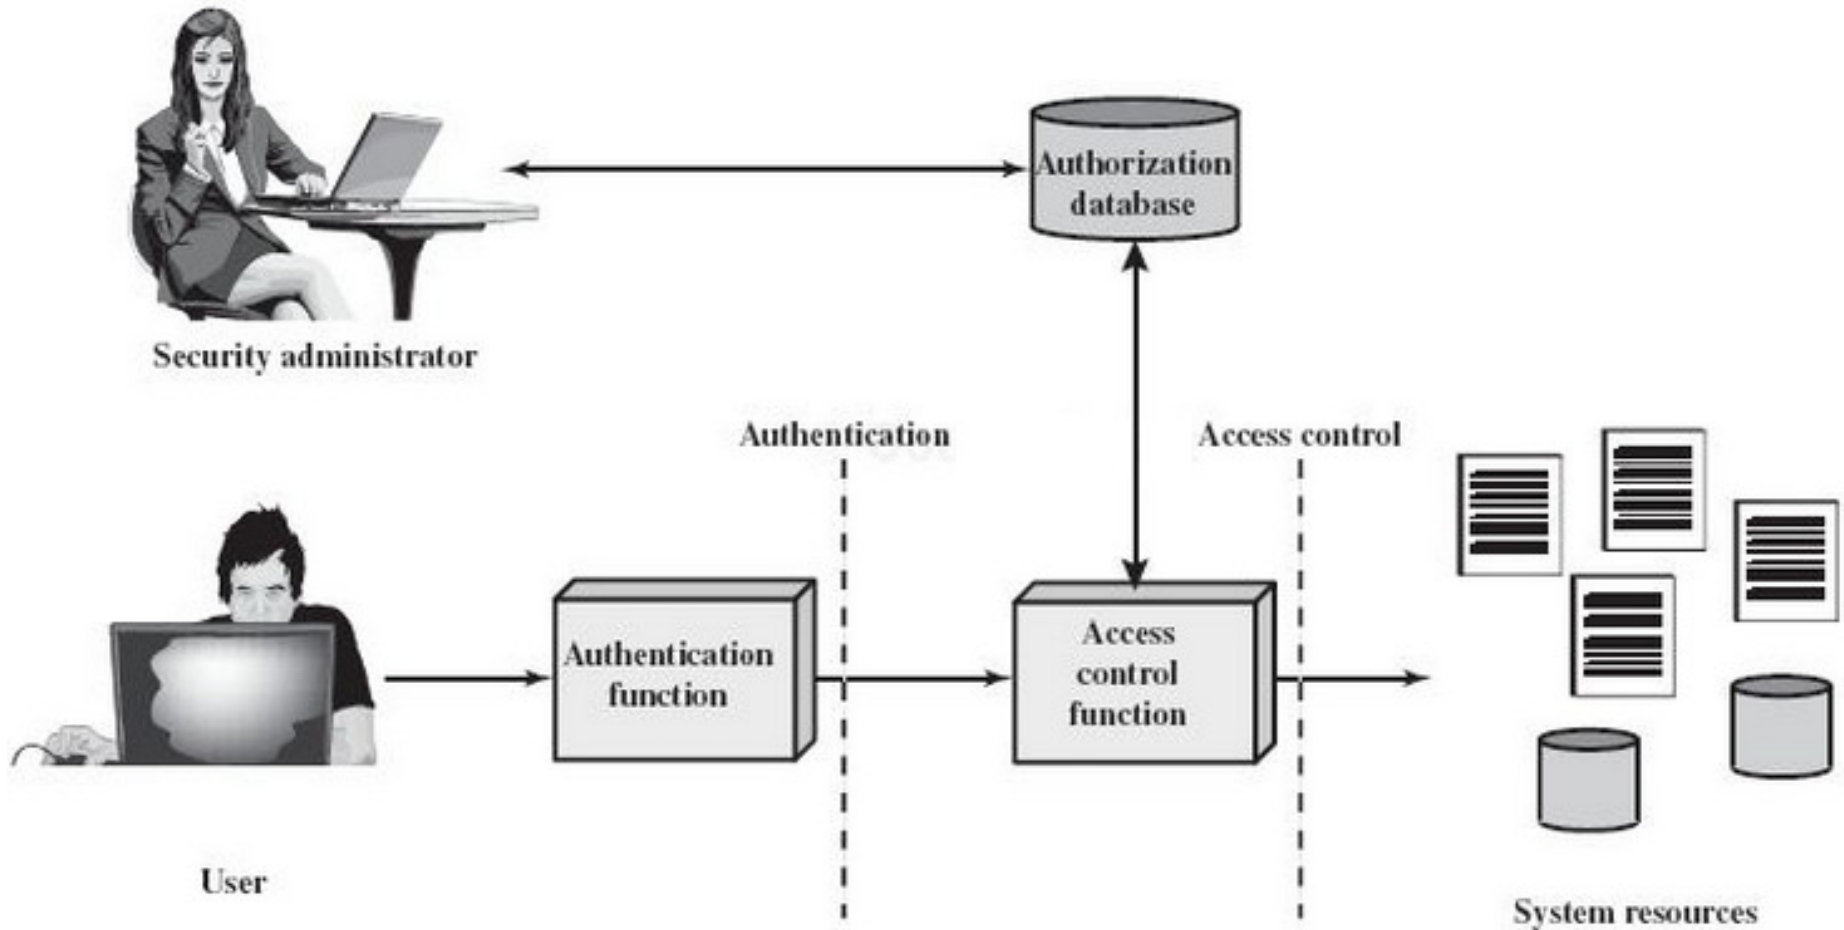 Authorization
database
Security administrator
Authentication
Access control
Authentication
function
Access
control
function
User
System resources